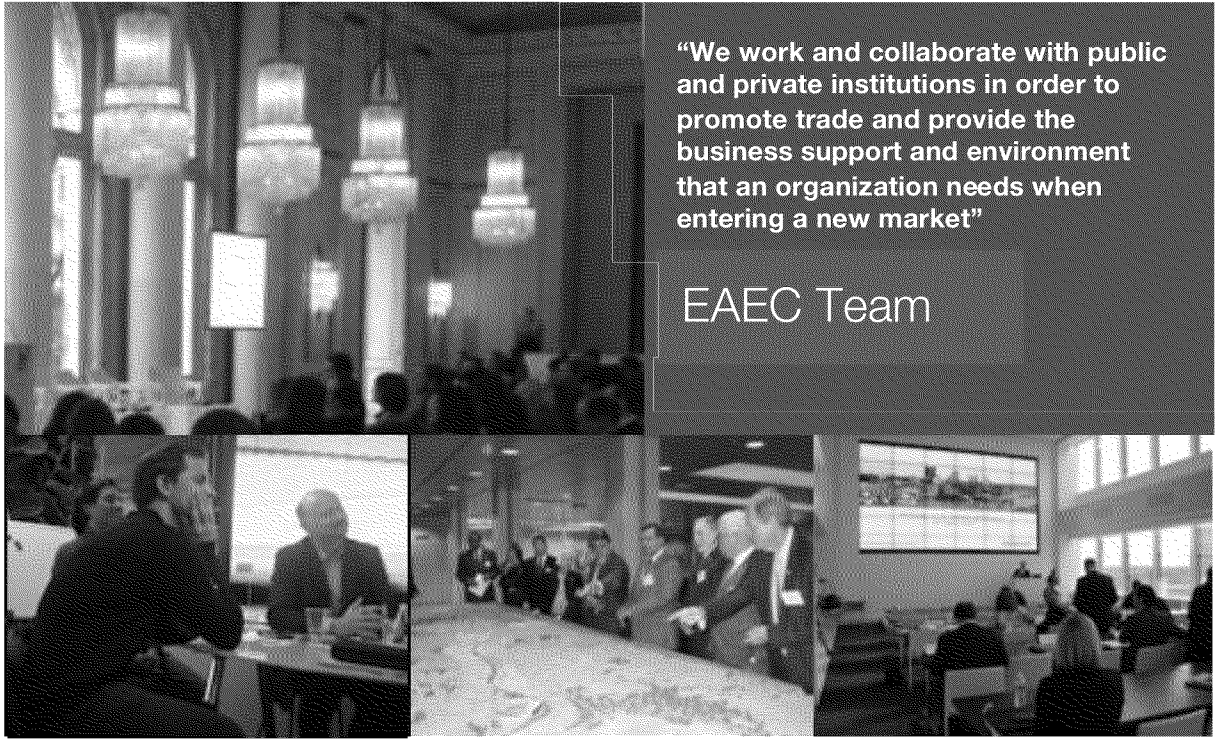 “We work and collaborate with public
and private institutions in order to
promote trade and provide the
business support and environment
that an organization needs when
entering a new market”
EAEC Team